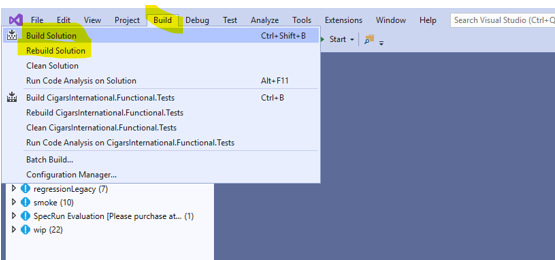 File Edit View Project Build Debug Test Analyze Tools Extensions Window Help Search Visual Studio (Ctrl+
Build Solution Ctrl+Shift+B
Start
Rebuild Solution
Clean Solution
Run Code Analysis on Solution Alt+F11
Build CigarsInternational.Functional.Tests Ctrl+B
Rebuild CigarsInternational.Functional.Tests
Clean CigarsInternational.Functional.Tests
Run Code Analysis on CigarsInternational.Functional.Tests
Batch Build...
Configuration Manager...
regressionLegacy (7)
smoke (10)
SpecRun Evaluation [Please purchase at... (1)
wip (22)